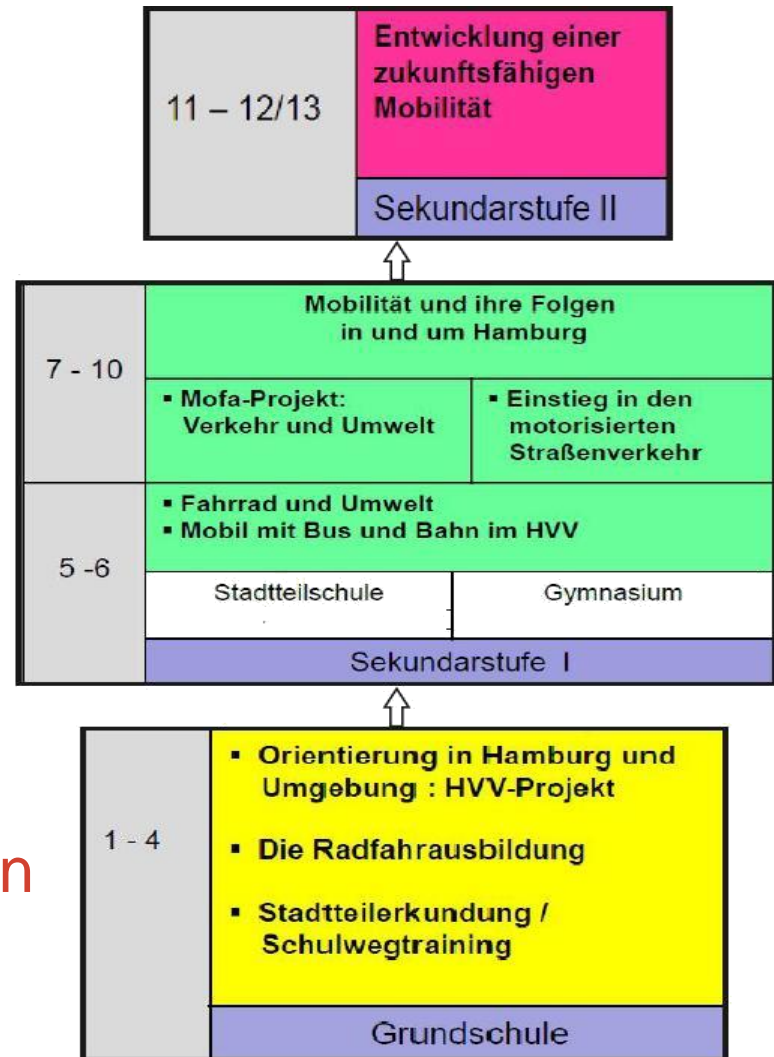 Entwicklung einer
zukunftsfähigen
Mobilität
11 – 12/13
Sekundarstufe II
Mobilität und ihre Folgen
in und um Hamburg
7 - 10
▪ Mofa-Projekt:
Verkehr und Umwelt
▪ Einstieg in den
motorisierten
Straßenverkehr
▪ Fahrrad und Umwelt
▪ Mobil mit Bus und Bahn im HVV
5 -6
Stadtteilschule
Gymnasium
Sekundarstufe I
▪ Orientierung in Hamburg und
Umgebung : HVV-Projekt
1 - 4
▪ Die Radfahrausbildung
n
▪ Stadtteilerkundung /
Schulwegtraining
Grundschule